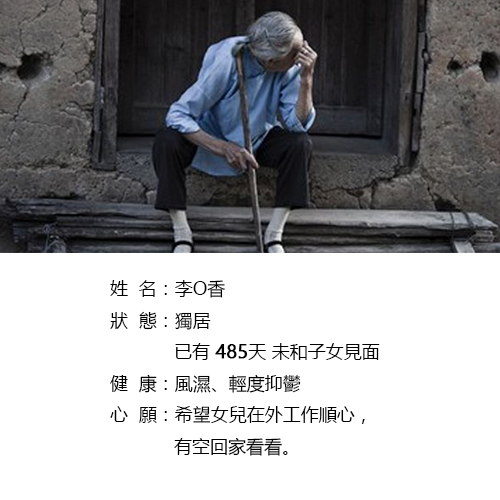 姓 名：李O香
狀 態：獨居
已有 485天 未和子女見面
健 康：風濕、輕度抑鬱
心 願：希望女兒在外工作順心，
有空回家看看。